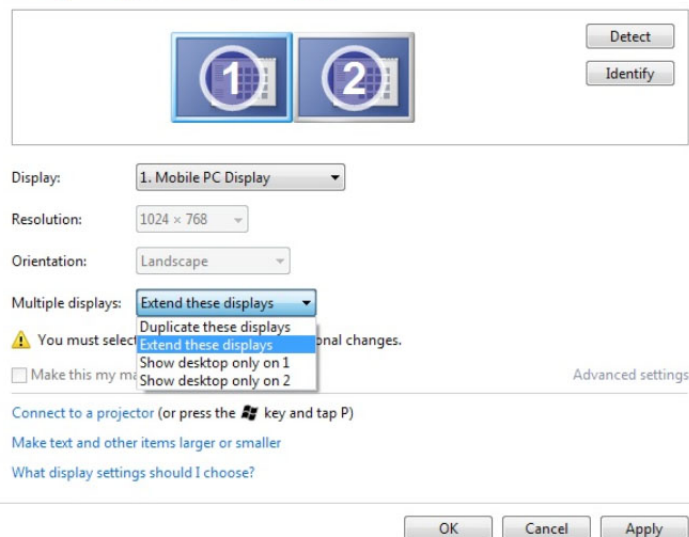 1 2
Detect
Identify
Display: 1. Mobile PC Display
Resolution: 1024 × 768
Orientation: Landscape
Multiple displays: Extend these displays
Duplicate these displays
You must select onal changes.
Extend these displays
Show desktop only on 1
Make this my ma Advanced settings
Show desktop only on 2
Connect to a projector (or press the key and tap P)
Make text and other items larger or smaller
What display settings should I choose?
OK Cancel Apply